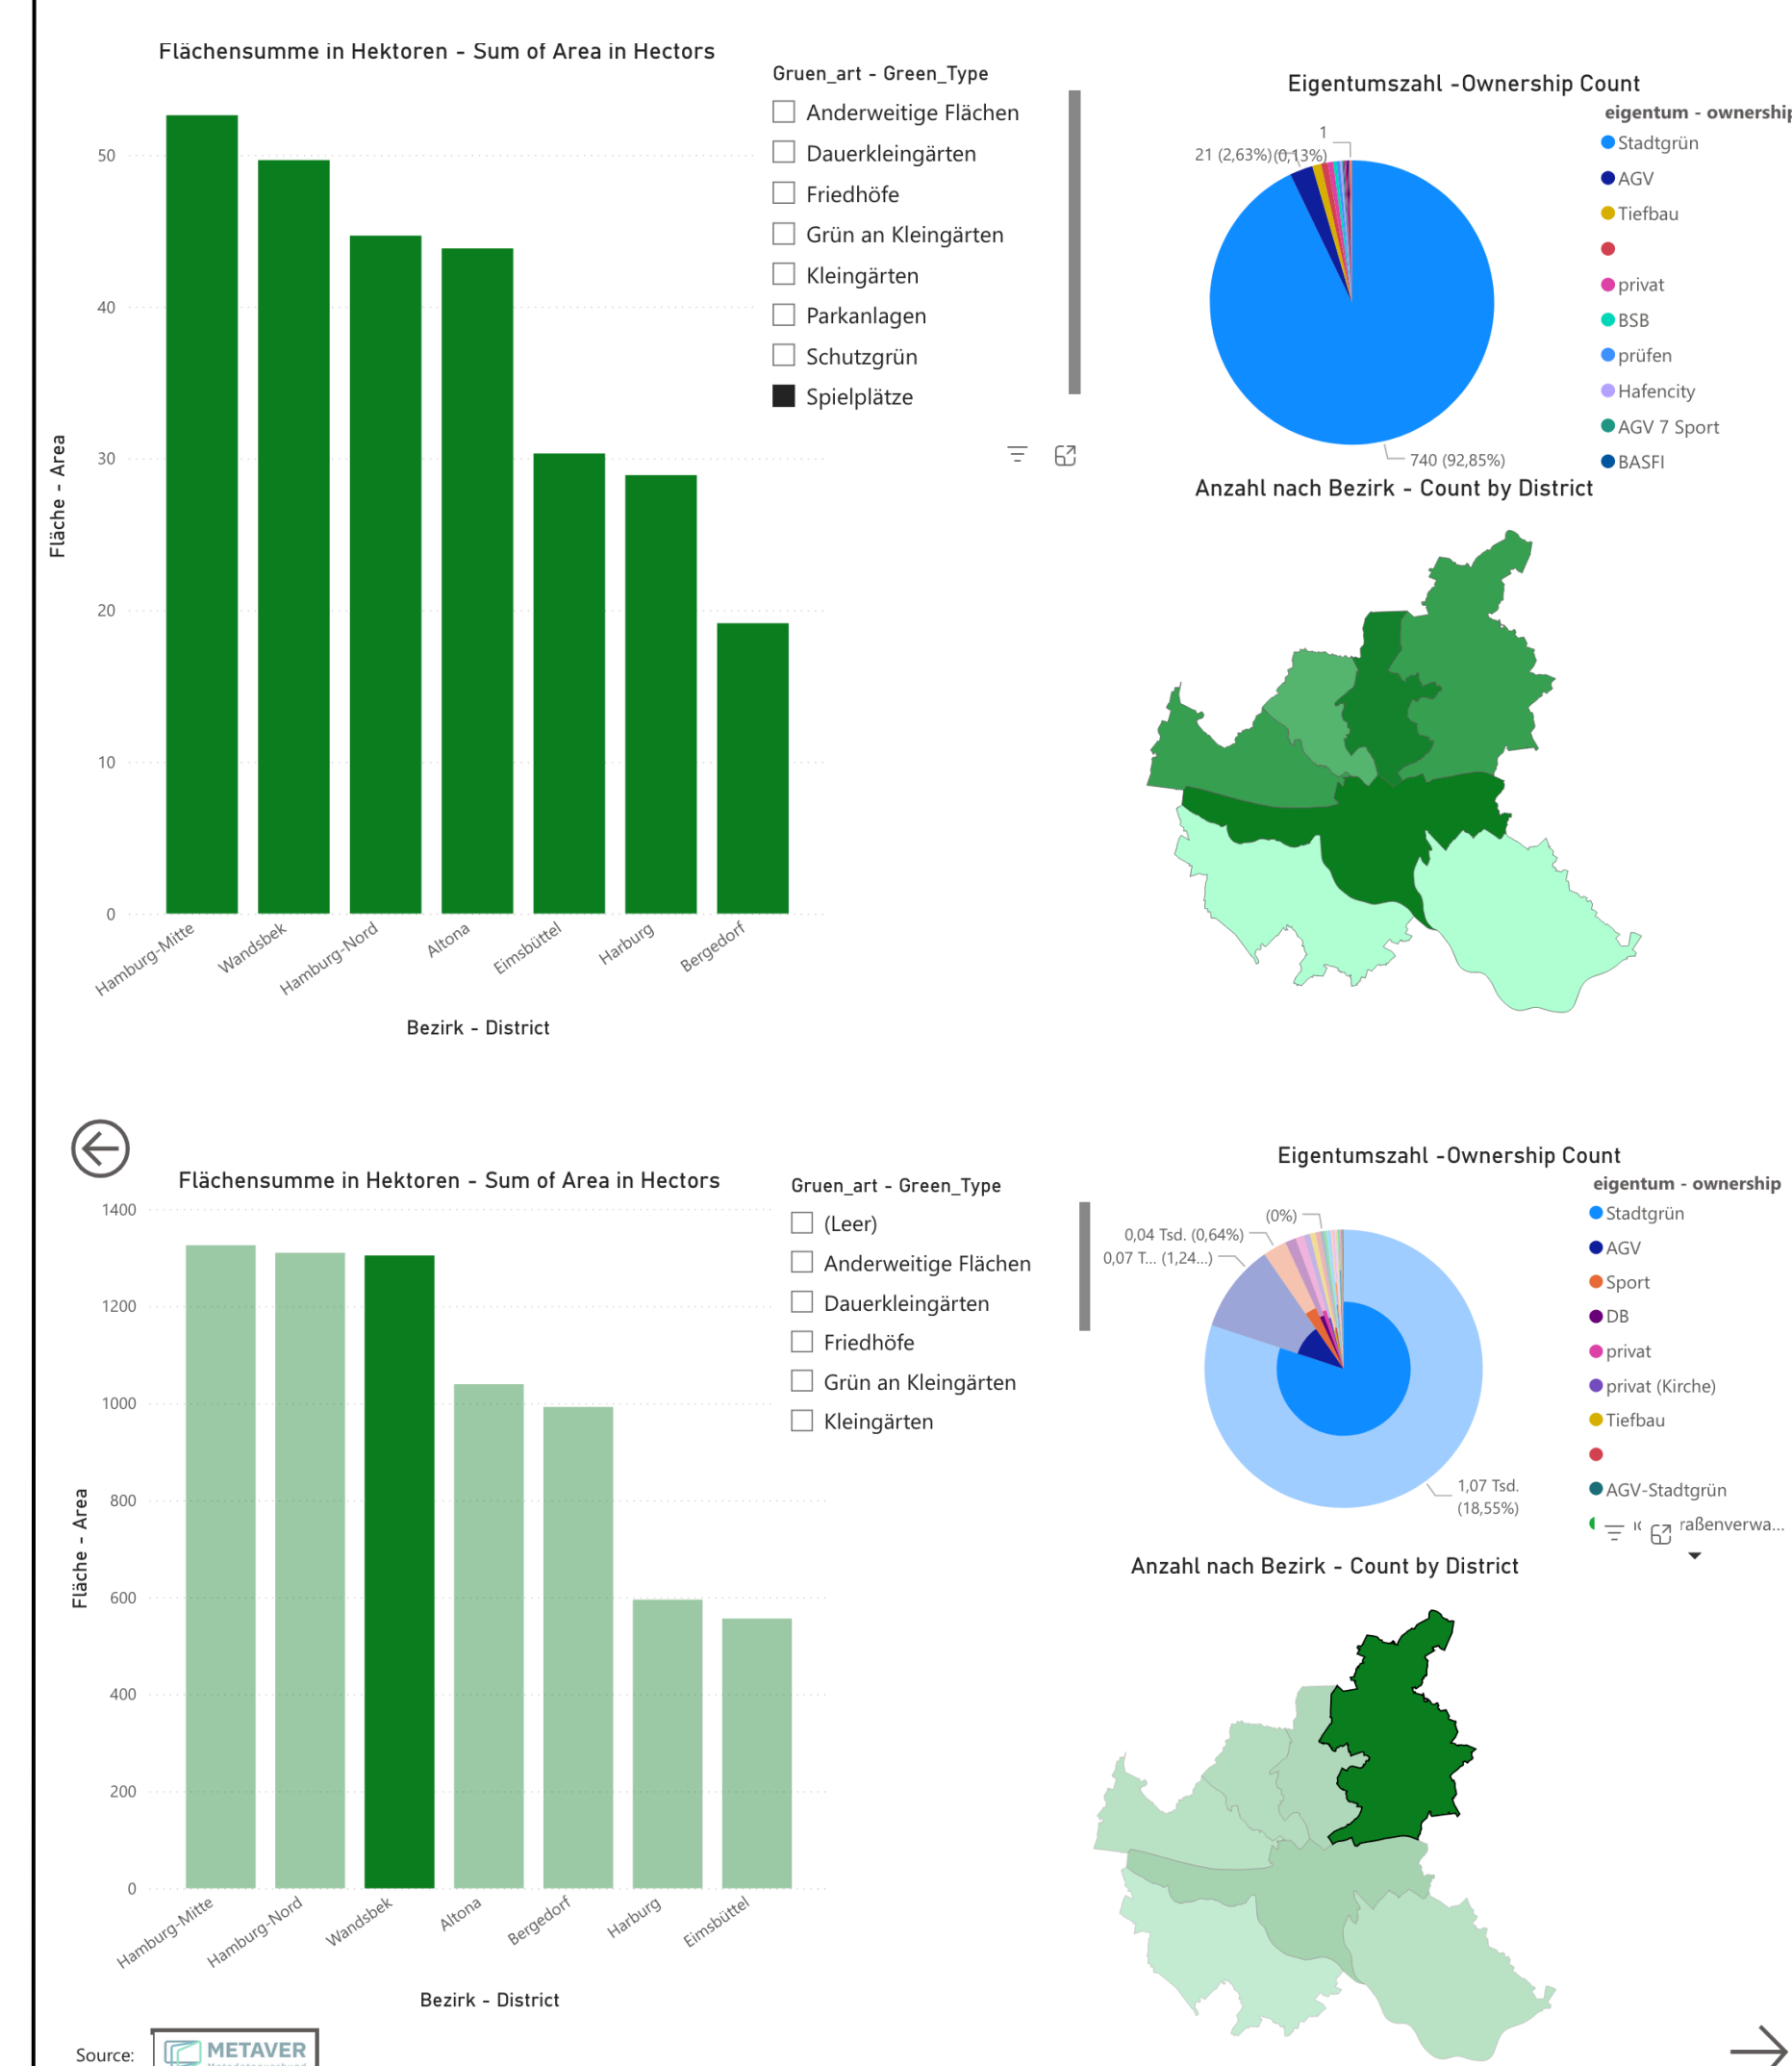 Flächensumme in Hektoren - Sum of Area in Hectors
Fläche - Area
50
40
30
20
10
0
Hamburg-Mitte
Wandsbek
Hamburg-Nord
Altona
Eimsbüttel
Harburg
Bergedorf
Bezirk - District
Gruen_art - Green_Type
Anderweitige Flächen
Dauerkleingärten
Friedhöfe
Grün an Kleingärten
Kleingärten
Parkanlagen
Schutzgrün
Spielplätze
Eigentumszahl -Ownership Count
1
(0,13%)
21 (2,63%)
740 (92,85%)
eigentum - ownership
Stadtgrün
AGV
Tiefbau
privat
BSB
prüfen
Hafencity
AGV 7 Sport
BASFI
Anzahl nach Bezirk - Count by District
Flächensumme in Hektoren - Sum of Area in Hectors
Fläche - Area
1400
1200
1000
800
600
400
200
0
Hamburg-Mitte
Hamburg-Nord
Wandsbek
Altona
Bergedorf
Harburg
Eimsbüttel
Bezirk - District
Gruen_art - Green_Type
(Leer)
Anderweitige Flächen
Dauerkleingärten
Friedhöfe
Grün an Kleingärten
Kleingärten
Eigentumszahl -Ownership Count
(0%)
0,04 Tsd. (0,64%)
0,07 T... (1,24...)
1,07 Tsd.
(18,55%)
eigentum - ownership
Stadtgrün
AGV
Sport
DB
privat
privat (Kirche)
Tiefbau
AGV-Stadtgrün
raßenverwa...
Anzahl nach Bezirk - Count by District
Source:
METAVER